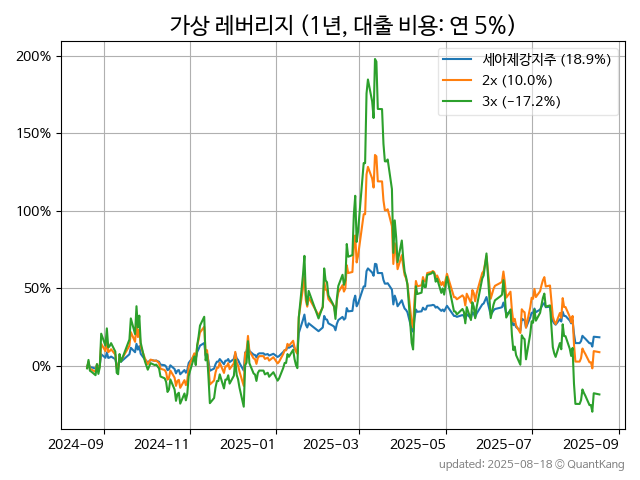 가상 레버리지 (1년, 대출 비용: 연 5%)
세아제강지주 (18.9%)
2x (10.0%)
3x (−17.2%)
200%
150%
100%
50%
0%
2024-09 2024-11 2025-01 2025-03 2025-05 2025-07 2025-09
updated: 2025-08-18 © QuantKang